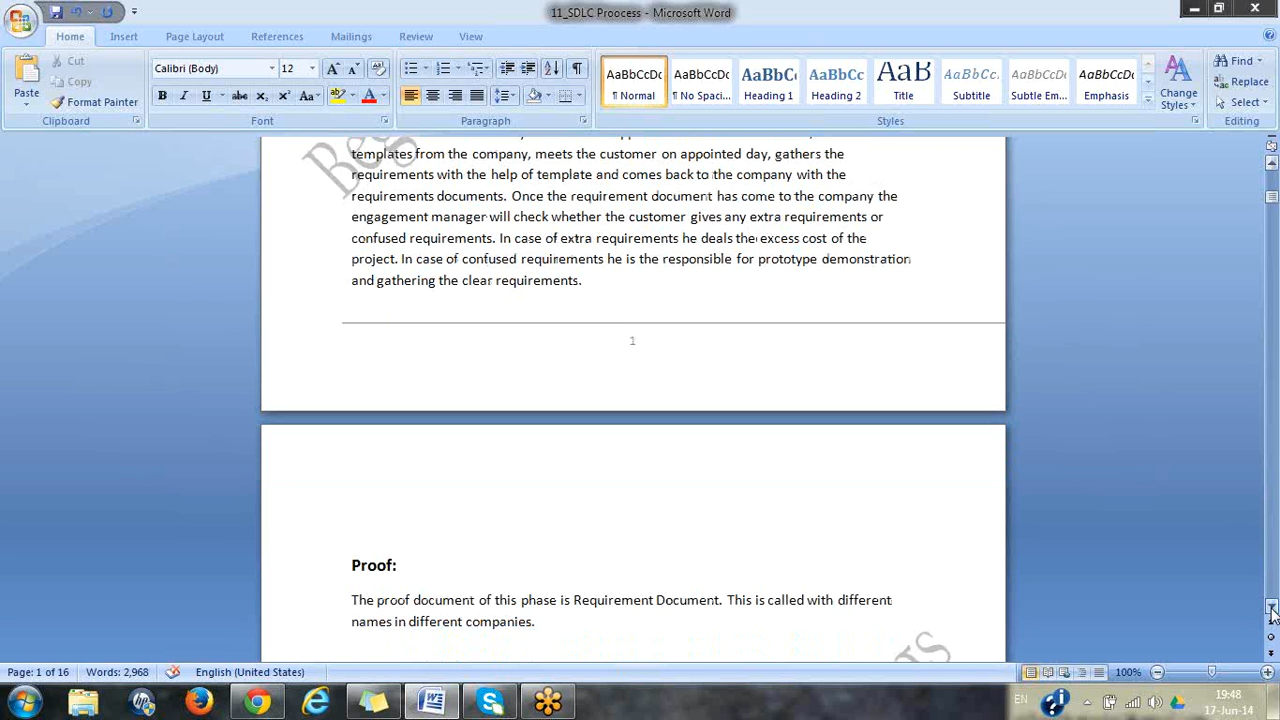 11_SDLC Proocess - Microsoft Word
Home Insert Page Layout References Mailings Review View
Paste
Cut
Copy
Format Painter
Clipboard
Calibri (Body) 12
Font
Paragraph
AaBbCcDc AaBbCcDc AaBbC AaBbCc AaB AaBbCc. AaBbCcDc AaBbCcDc
¶ Normal ¶ No Spaci... Heading 1 Heading 2 Title Subtitle Subtle Em... Emphasis
Change Styles
Styles
Find
Replace
Select
Editing
templates from the company, meets the customer on appointed day, gathers the
requirements with the help of template and comes back to the company with the
requirements documents. Once the requirement document has come to the company the
engagement manager will check whether the customer gives any extra requirements or
confused requirements. In case of extra requirements he deals the excess cost of the
project. In case of confused requirements he is the responsible for prototype demonstration
and gathering the clear requirements.
1
Proof:
The proof document of this phase is Requirement Document. This is called with different
names in different companies.
Page: 1 of 16 Words: 2,968 English (United States) 100%
EN 19:48
17-Jun-14